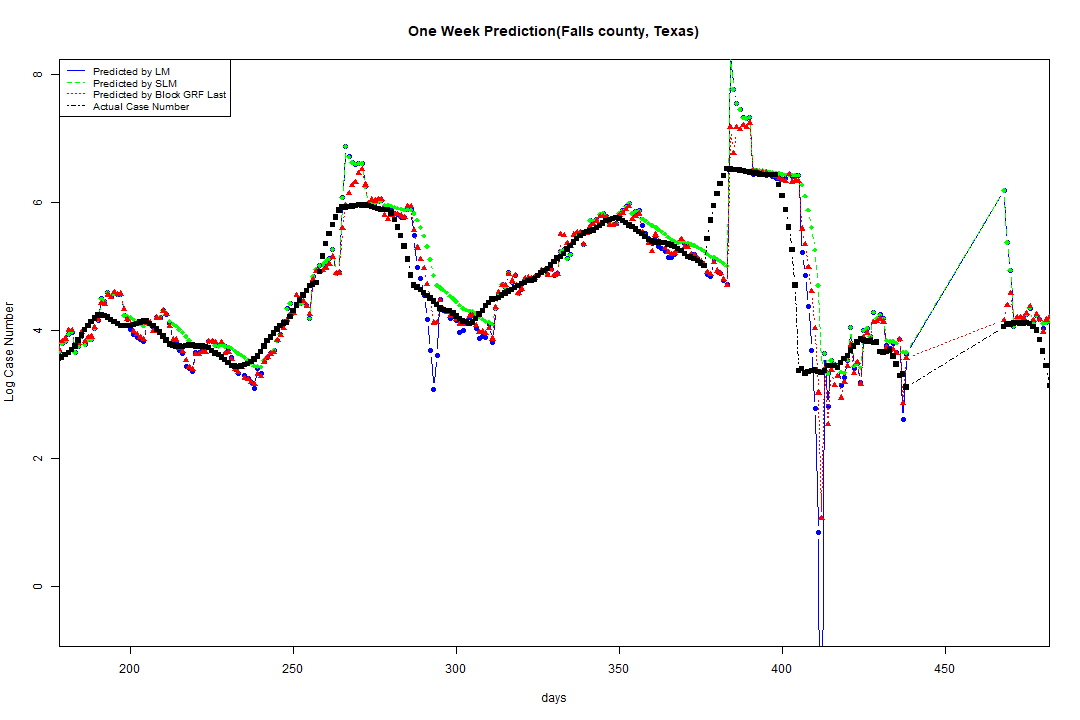 One Week Prediction(Falls county, Texas)
Predicted by LM
Predicted by SLM
Predicted by Block GRF Last
Actual Case Number
8
6
4
2
0
Log Case Number
200 250 300 350 400 450
days